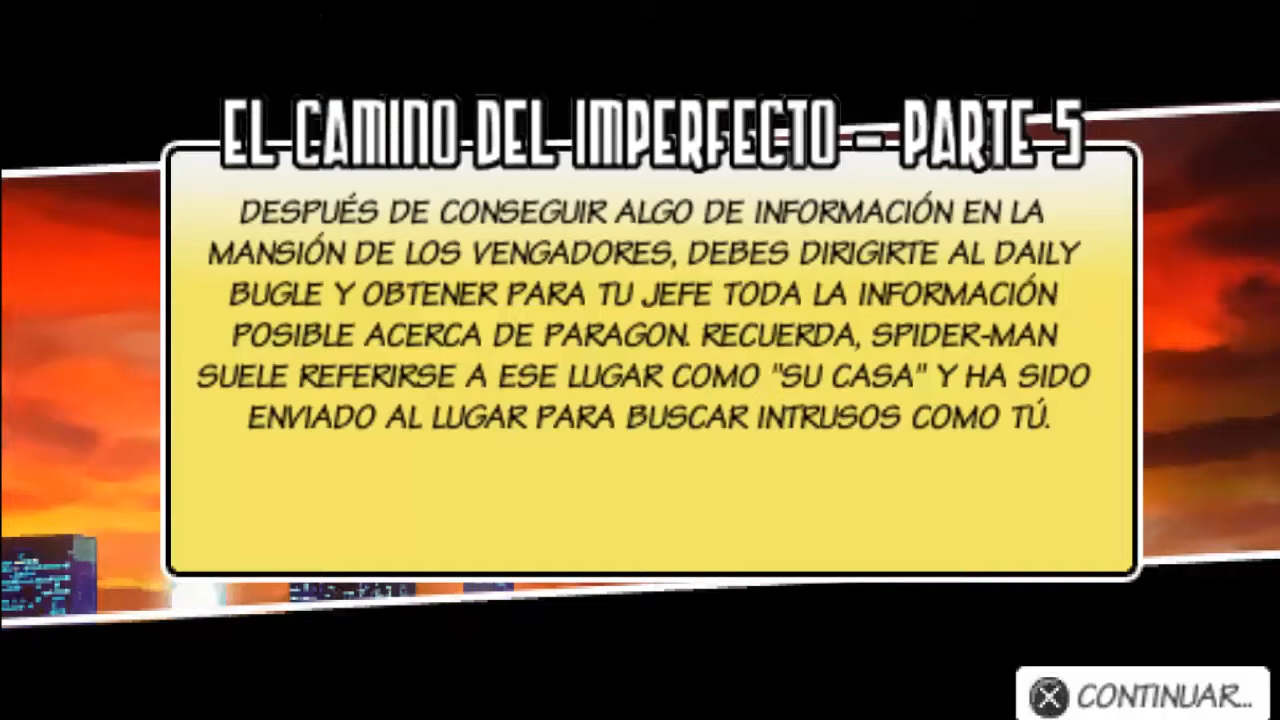 EL CAMINO DEL IMPERFECTO - PARTE 5
DESPUÉS DE CONSEGUIR ALGO DE INFORMACIÓN EN LA
MANSIÓN DE LOS VENGADORES, DEBES DIRIGIRTE AL DAILY
BUGLE Y OBTENER PARA TU JEFE TODA LA INFORMACIÓN
POSIBLE ACERCA DE PARAGON. RECUERDA, SPIDER-MAN
SUELE REFERIRSE A ESE LUGAR COMO "SU CASA" Y HA SIDO
ENVIADO AL LUGAR PARA BUSCAR INTRUSOS COMO TÚ.
CONTINUAR...